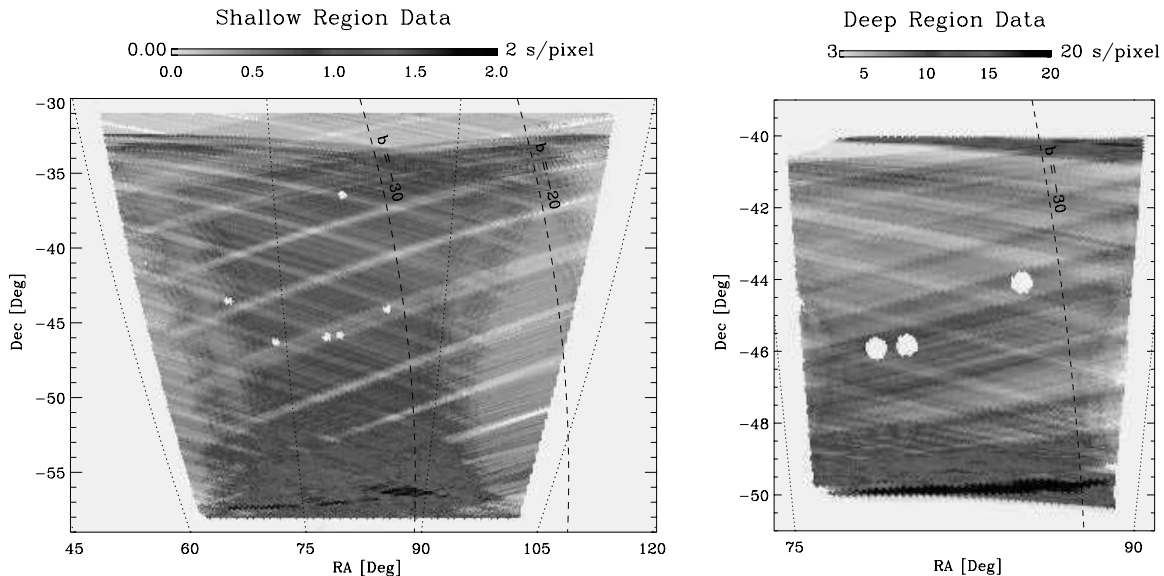 Shallow Region Data
0.00 2 s/pixel
0.0 0.5 1.0 1.5 2.0
−30
−35
−40
−45
−50
−55
Dec [Deg]
b = −30
b = −20
45 60 75 90 105 120
RA [Deg]
Deep Region Data
3 20 s/pixel
5 10 15 20
−40
−42
−44
−46
−48
−50
Dec [Deg]
b = −30
75 90
RA [Deg]